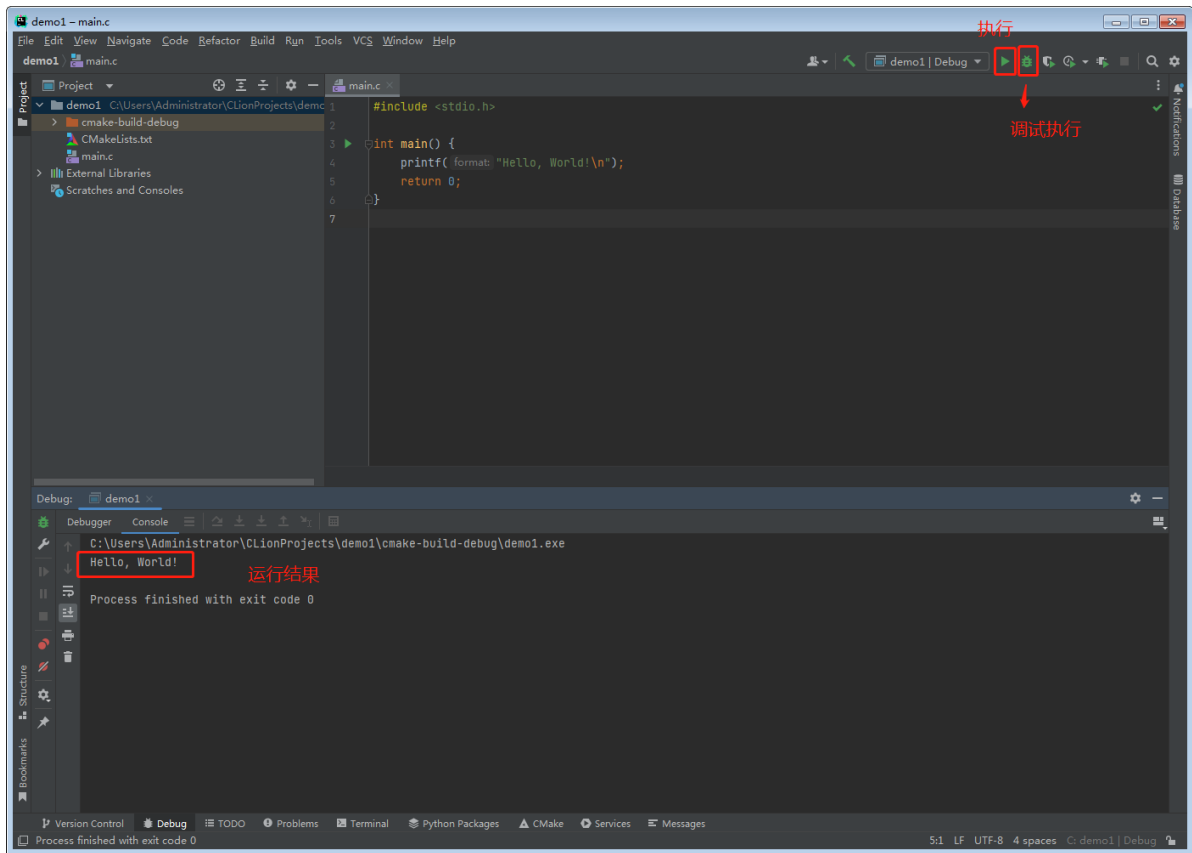 demo1 – main.c
File Edit View Navigate Code Refactor Build Run Tools VCS Window Help
执行
demo1 main.c
demo1 | Debug
调试执行
Project
Project
main.c
demo1 C:\Users\Administrator\CLionProjects\demc
cmake-build-debug
CMakeLists.txt
main.c
External Libraries
Scratches and Consoles
1 #include <stdio.h>
2
3 int main() {
4 printf( format: "Hello, World!\n");
5 return 0;
6 }
7
Notifications
Database
Debug: demo1
Debugger Console
C:\Users\Administrator\CLionProjects\demo1\cmake-build-debug\demo1.exe
Hello, World!
运行结果
Process finished with exit code 0
Structure
Bookmarks
Version Control Debug TODO Problems Terminal Python Packages CMake Services Messages
Process finished with exit code 0 5:1 LF UTF-8 4 spaces C: demo1 | Debug